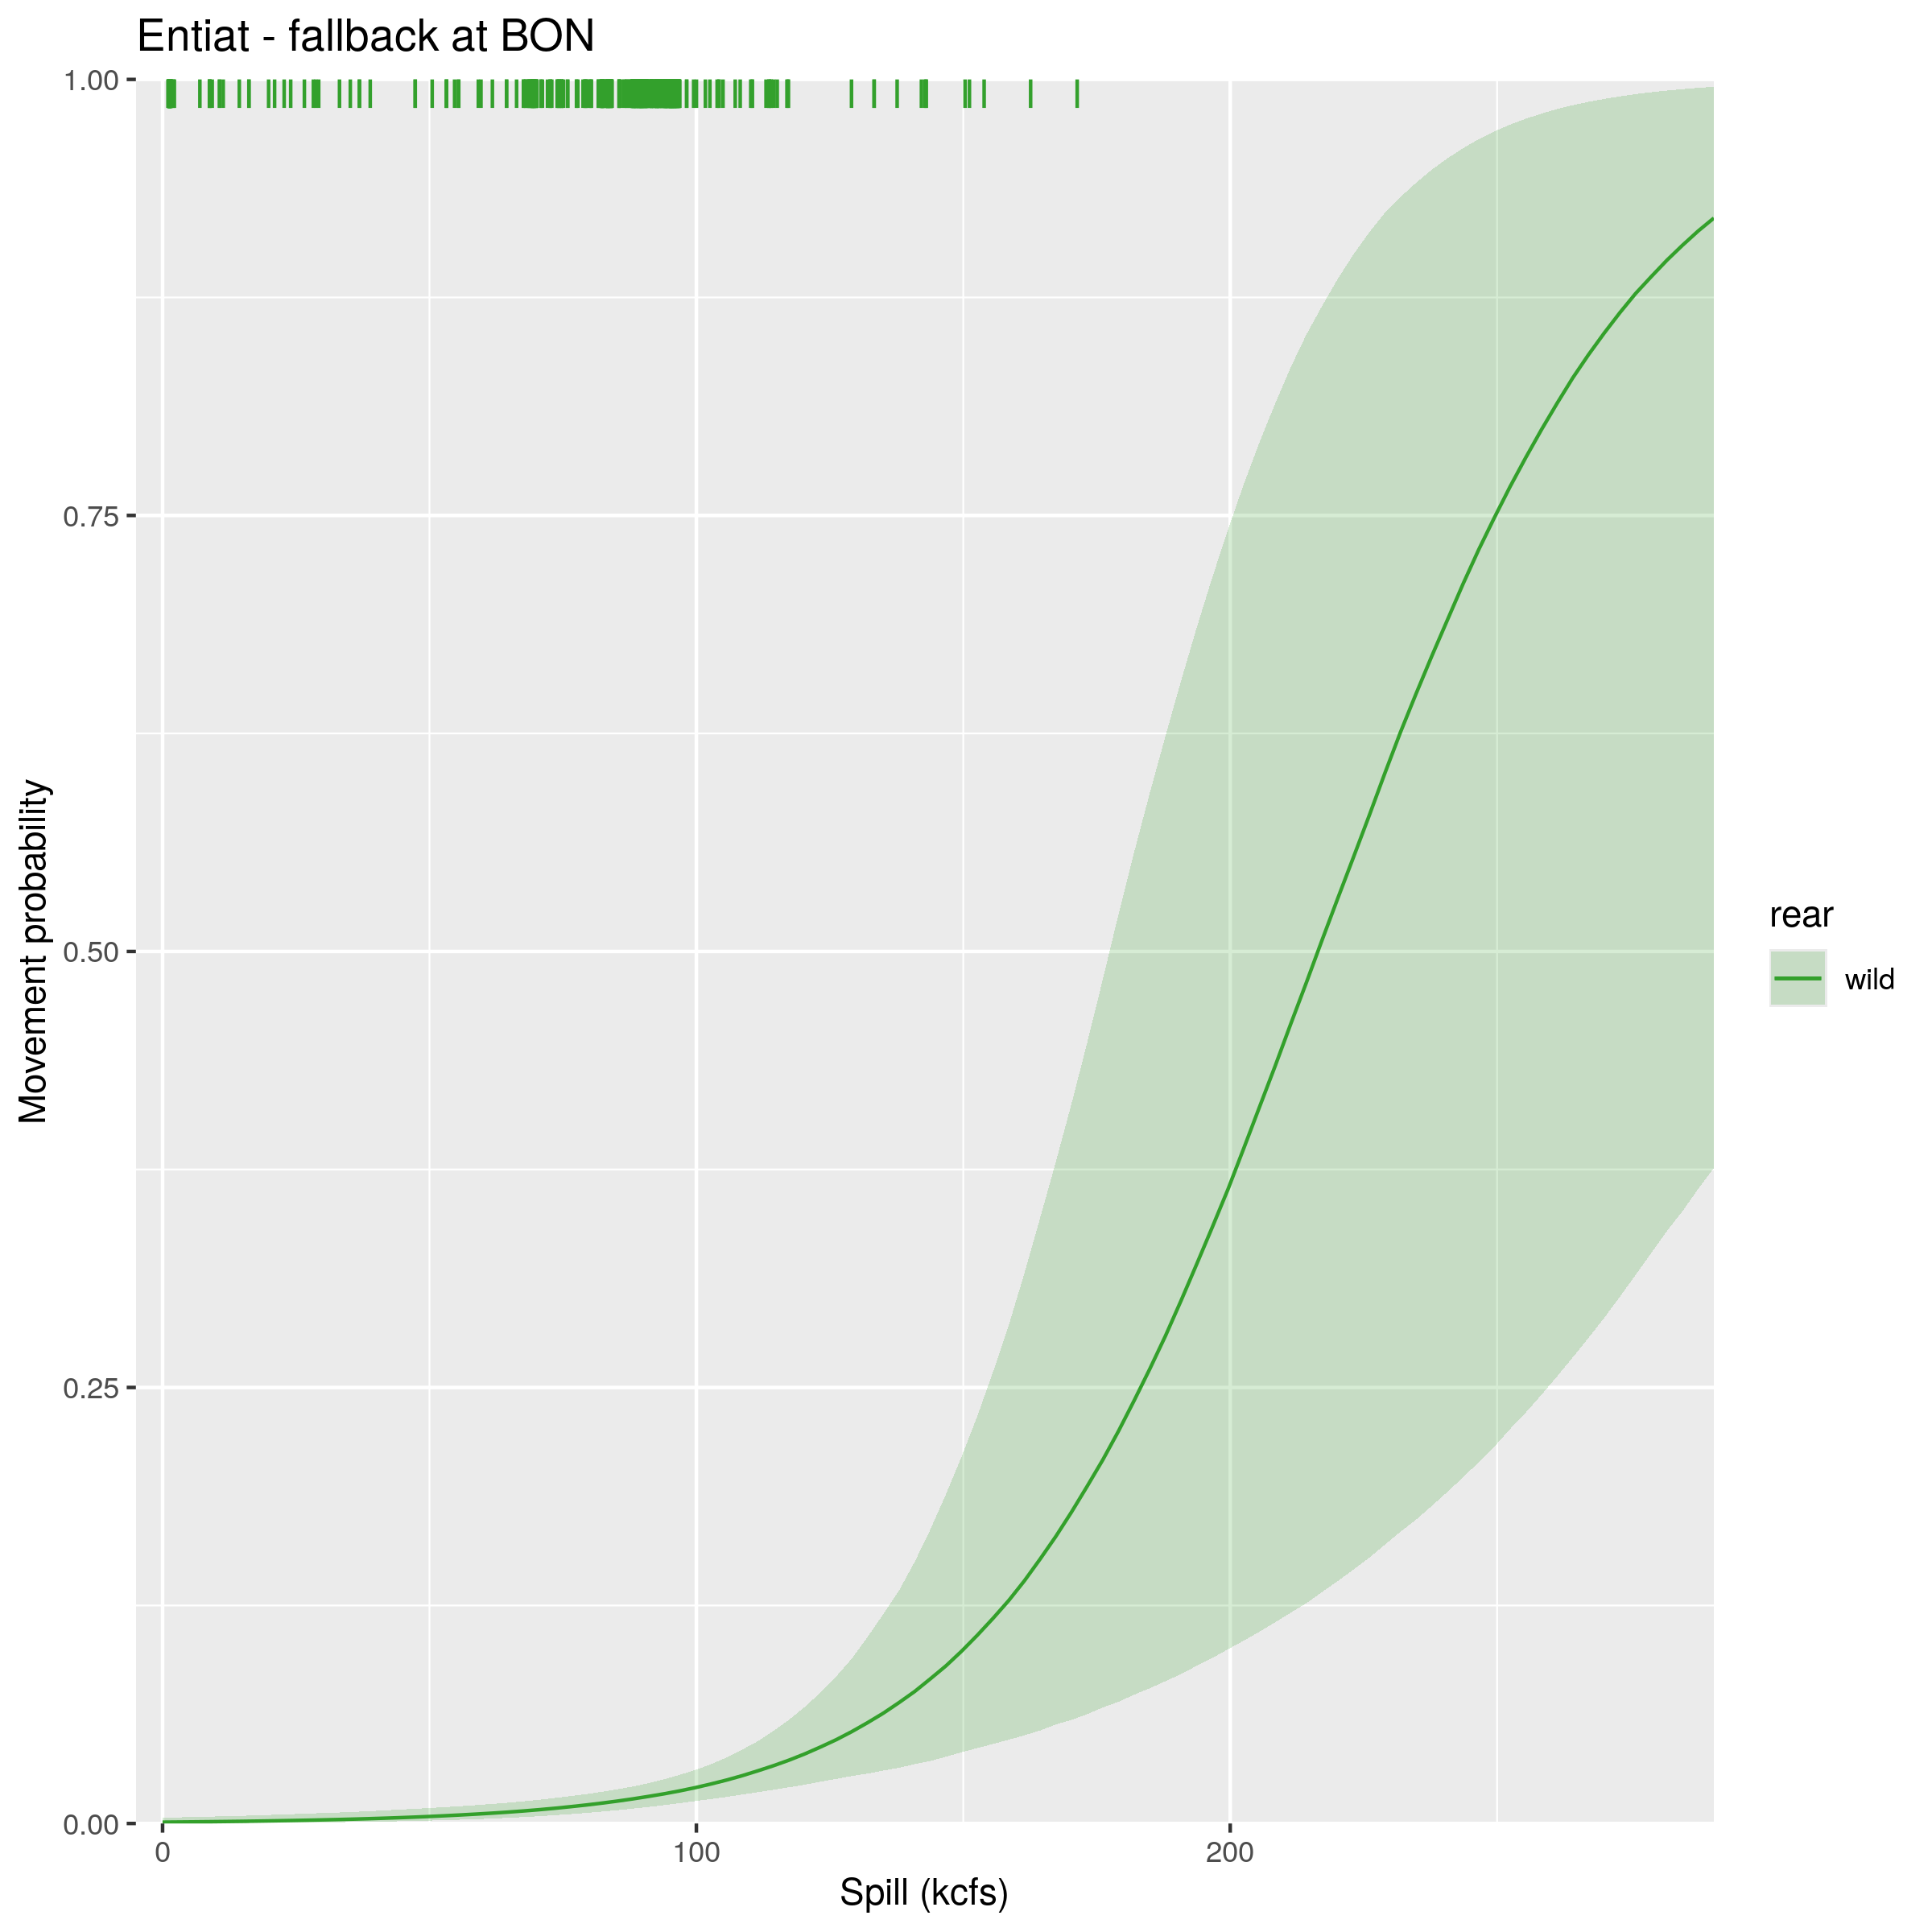 Entiat - fallback at BON
1.00
0.75
0.50
0.25
0.00
Movement probability
0
100
200
Spill (kcfs)
rear
wild